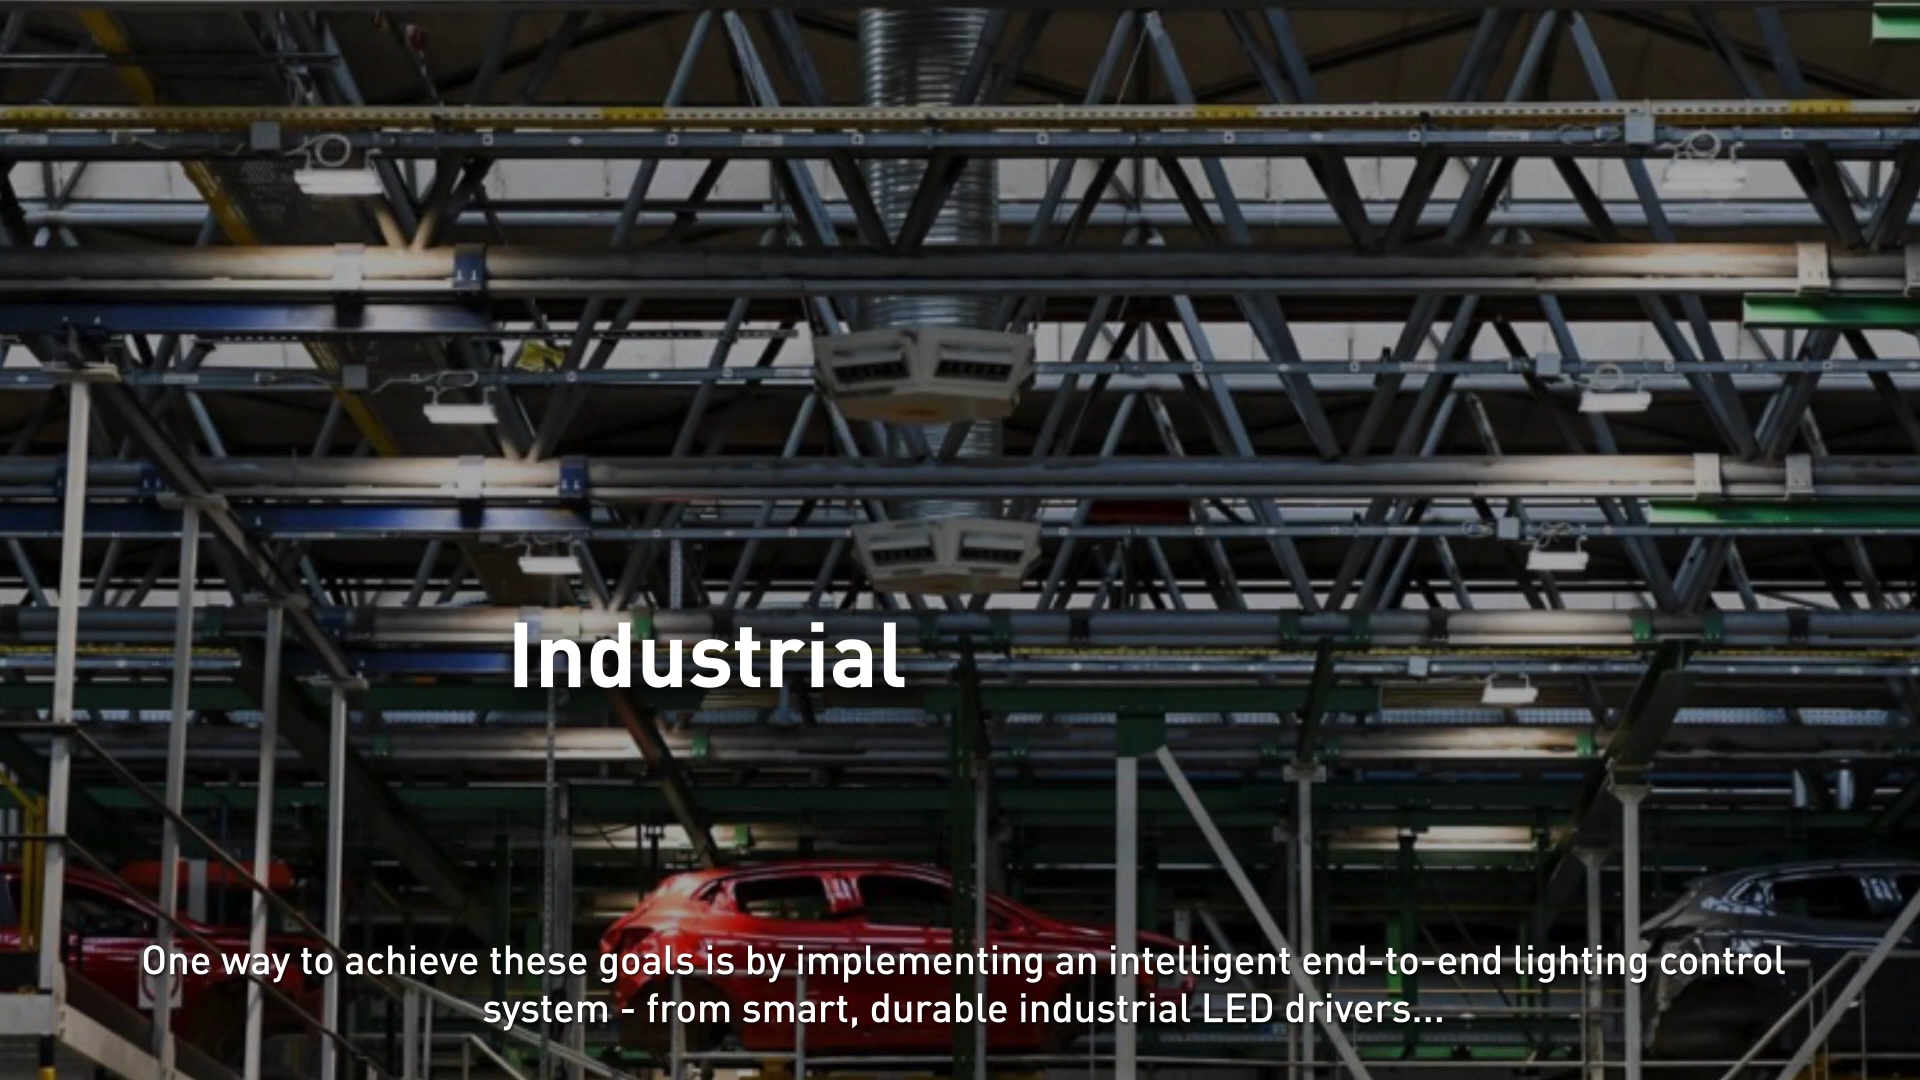 Industrial
One way to achieve these goals is by implementing an intelligent end-to-end lighting control
system - from smart, durable industrial LED drivers...